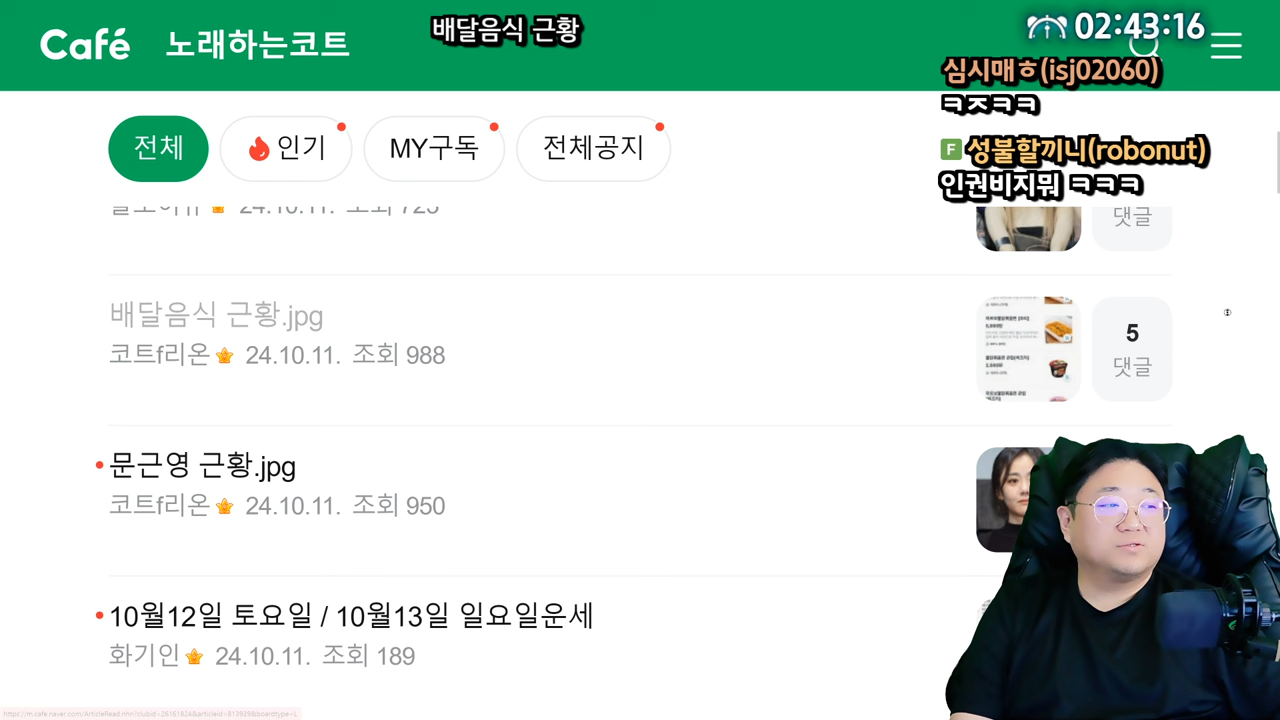 Café 노래하는코트
배달음식 근황
02:43:16
심시매ㅎ(isj02060)
ㅋㅈㅋㅋ
F 성불할끼니(robonut)
인권비지뭐 ㅋㅋㅋ
전체 인기 MY구독 전체공지
24.10.11. 조회 723
댓글
배달음식 근황.jpg
코트f리온 24.10.11. 조회 988
5
댓글
문근영 근황.jpg
코트f리온 24.10.11. 조회 950
10월12일 토요일 / 10월13일 일요일운세
화기인 24.10.11. 조회 189